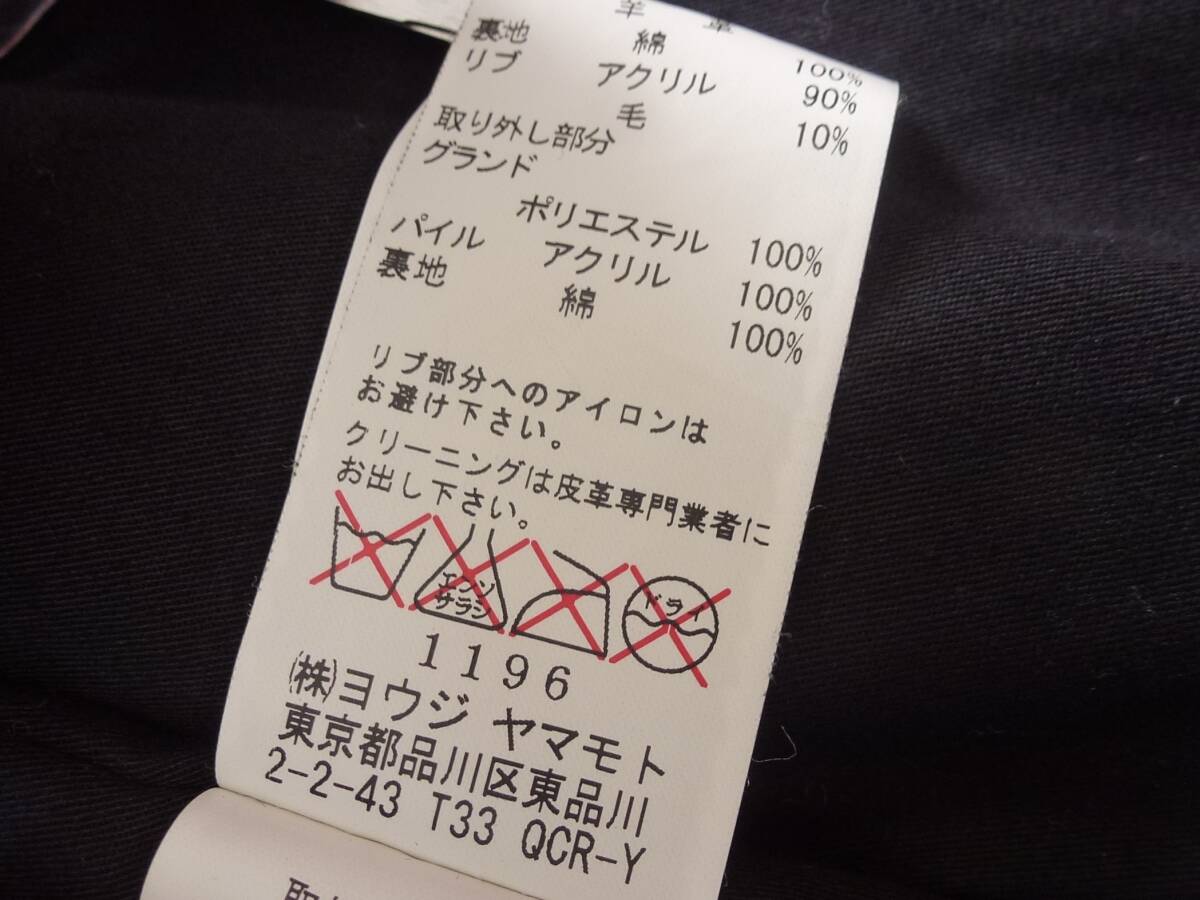 羊 革
裏地 綿 100%
リブ アクリル 90%
毛 10%
取り外し部分
グランド
ポリエステル 100%
パイル アクリル 100%
裏地 綿 100%
リブ部分へのアイロンは
お避け下さい。
クリーニングは皮革専門業者に
お出し下さい。
エンソ
サラシ
ドライ
1196
㈱ヨウジ ヤマモト
東京都品川区東品川
2-2-43 T33 QCR-Y
取